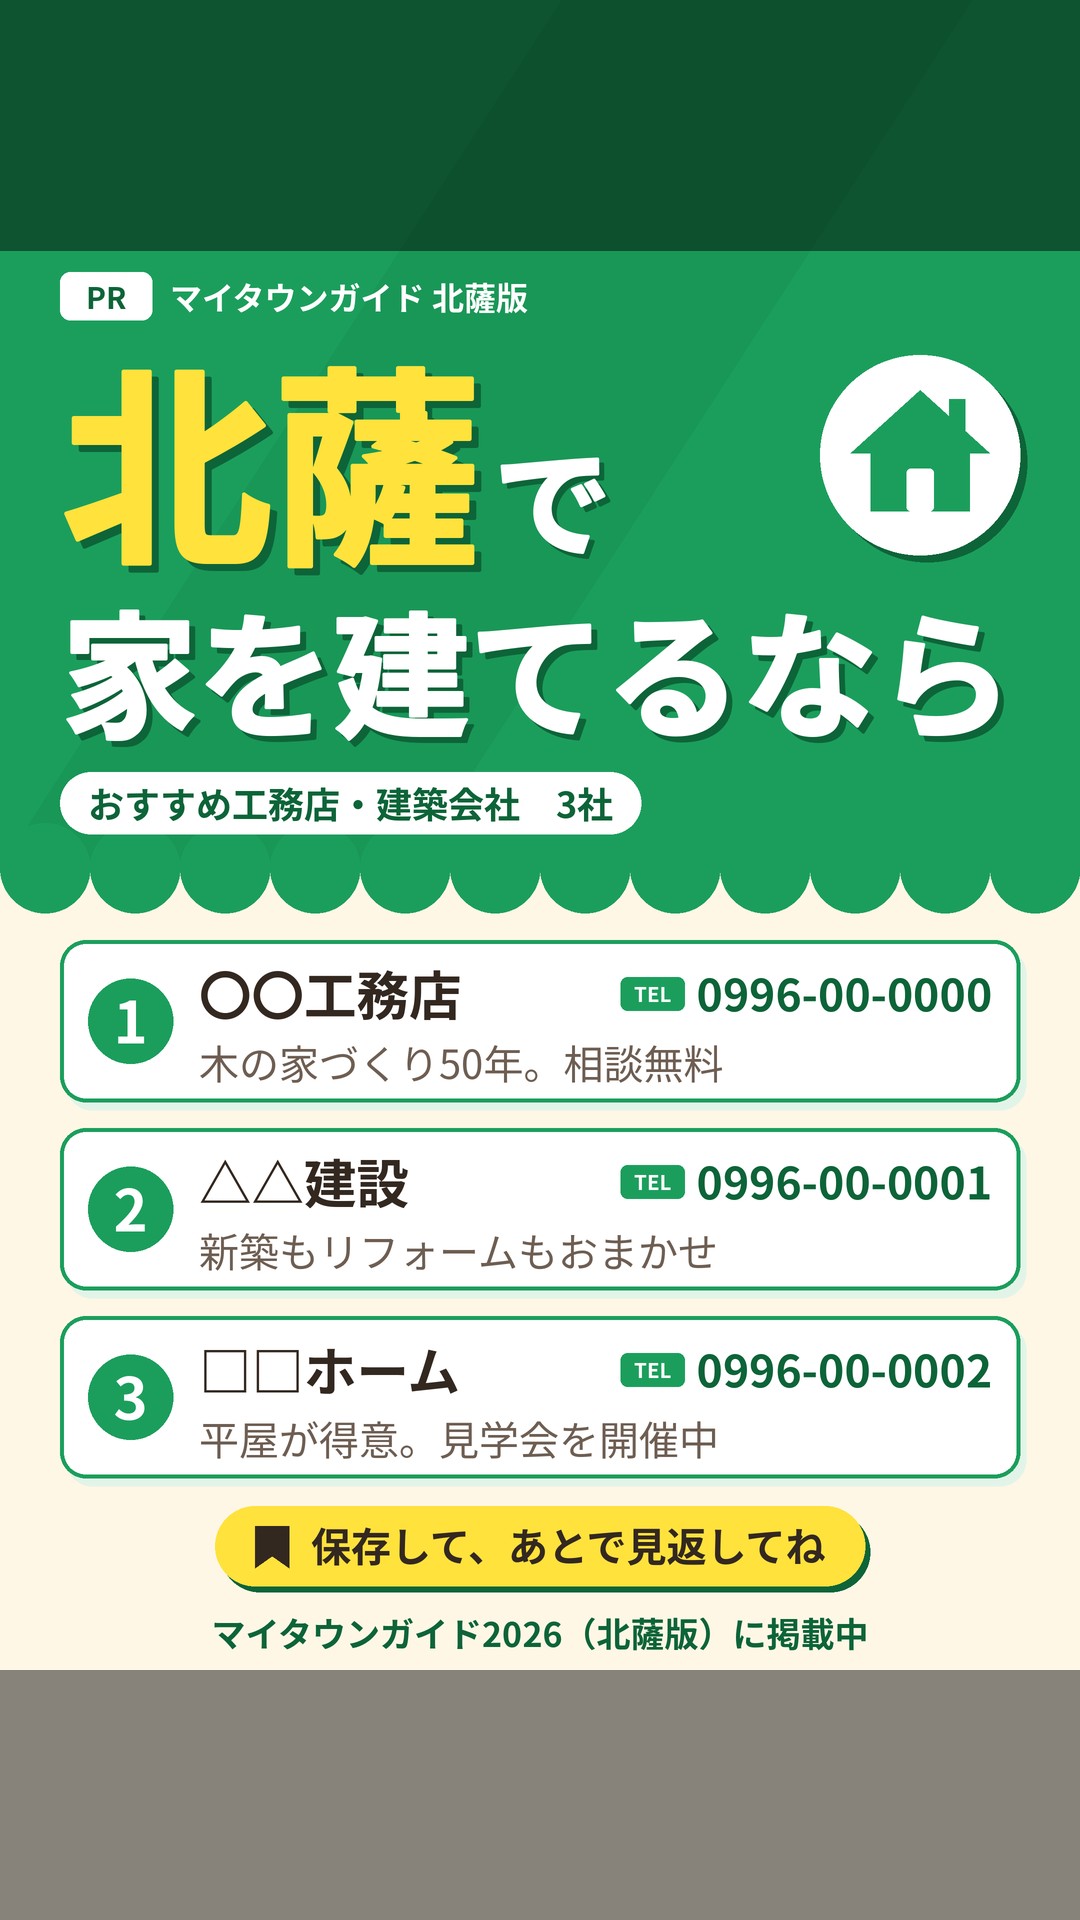 PR マイタウンガイド 北薩版
北薩で
家を建てるなら
おすすめ工務店・建築会社　3社
1 〇〇工務店 TEL 0996-00-0000
木の家づくり50年。相談無料
2 △△建設 TEL 0996-00-0001
新築もリフォームもおまかせ
3 □□ホーム TEL 0996-00-0002
平屋が得意。見学会を開催中
保存して、あとで見返してね
マイタウンガイド2026（北薩版）に掲載中